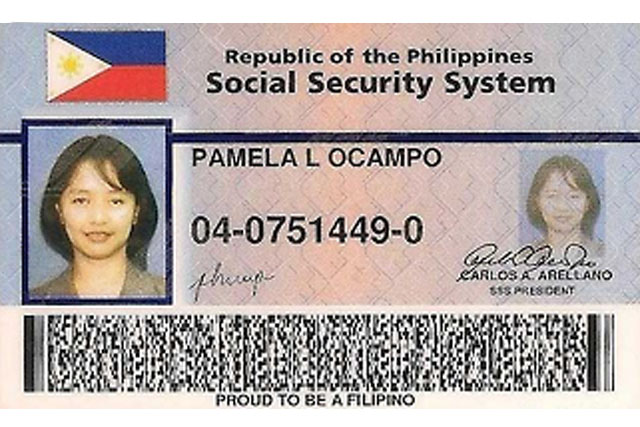 Republic of the Philippines
Social Security System
PAMELA L OCAMPO
04-0751449-0
CARLOS A. ARELLANO
SSS PRESIDENT
PROUD TO BE A FILIPINO